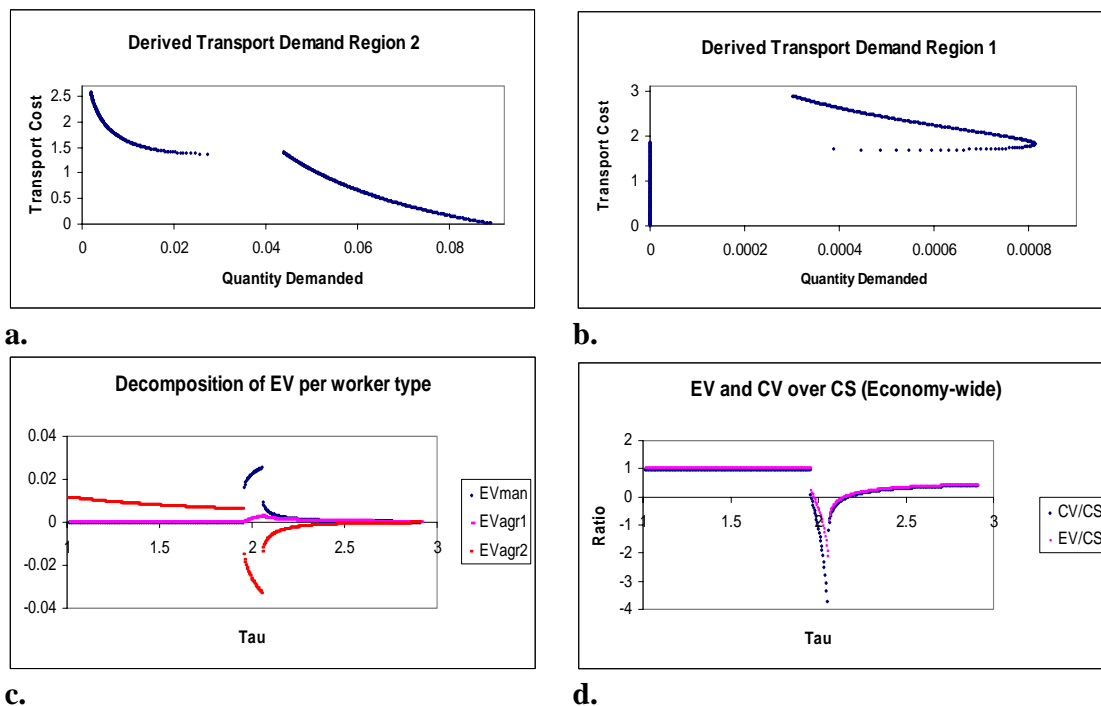 Derived Transport Demand Region 2
Transport Cost
2.5
2
1.5
1
0.5
0
0 0.02 0.04 0.06 0.08
Quantity Demanded
a.
Derived Transport Demand Region 1
Transport Cost
3
2
1
0
0 0.0002 0.0004 0.0006 0.0008
Quantity Demanded
b.
Decomposition of EV per worker type
0.04
0.02
0
-0.02
-0.04
1 1.5 2 2.5 3
Tau
EVman
EVagr1
EVagr2
c.
EV and CV over CS (Economy-wide)
Ratio
2
1
0
-1
-2
-3
-4
1 1.5 2 2.5 3
Tau
CV/CS
EV/CS
d.